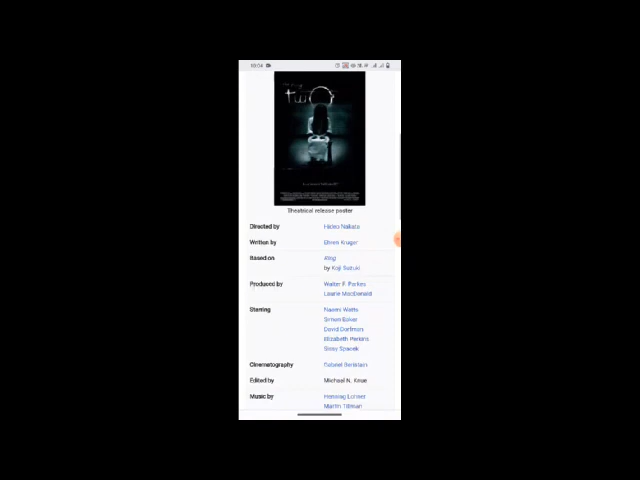 two
Theatrical release poster
Directed by Hideo Nakata
Written by Ehren Kruger
Based on Ring
by Koji Suzuki
Produced by Walter F. Parkes
Laurie MacDonald
Starring Naomi Watts
Simon Baker
David Dorfman
Elizabeth Perkins
Sissy Spacek
Cinematography Gabriel Beristain
Edited by Michael N. Knue
Music by Henning Lohner
Martin Tillman